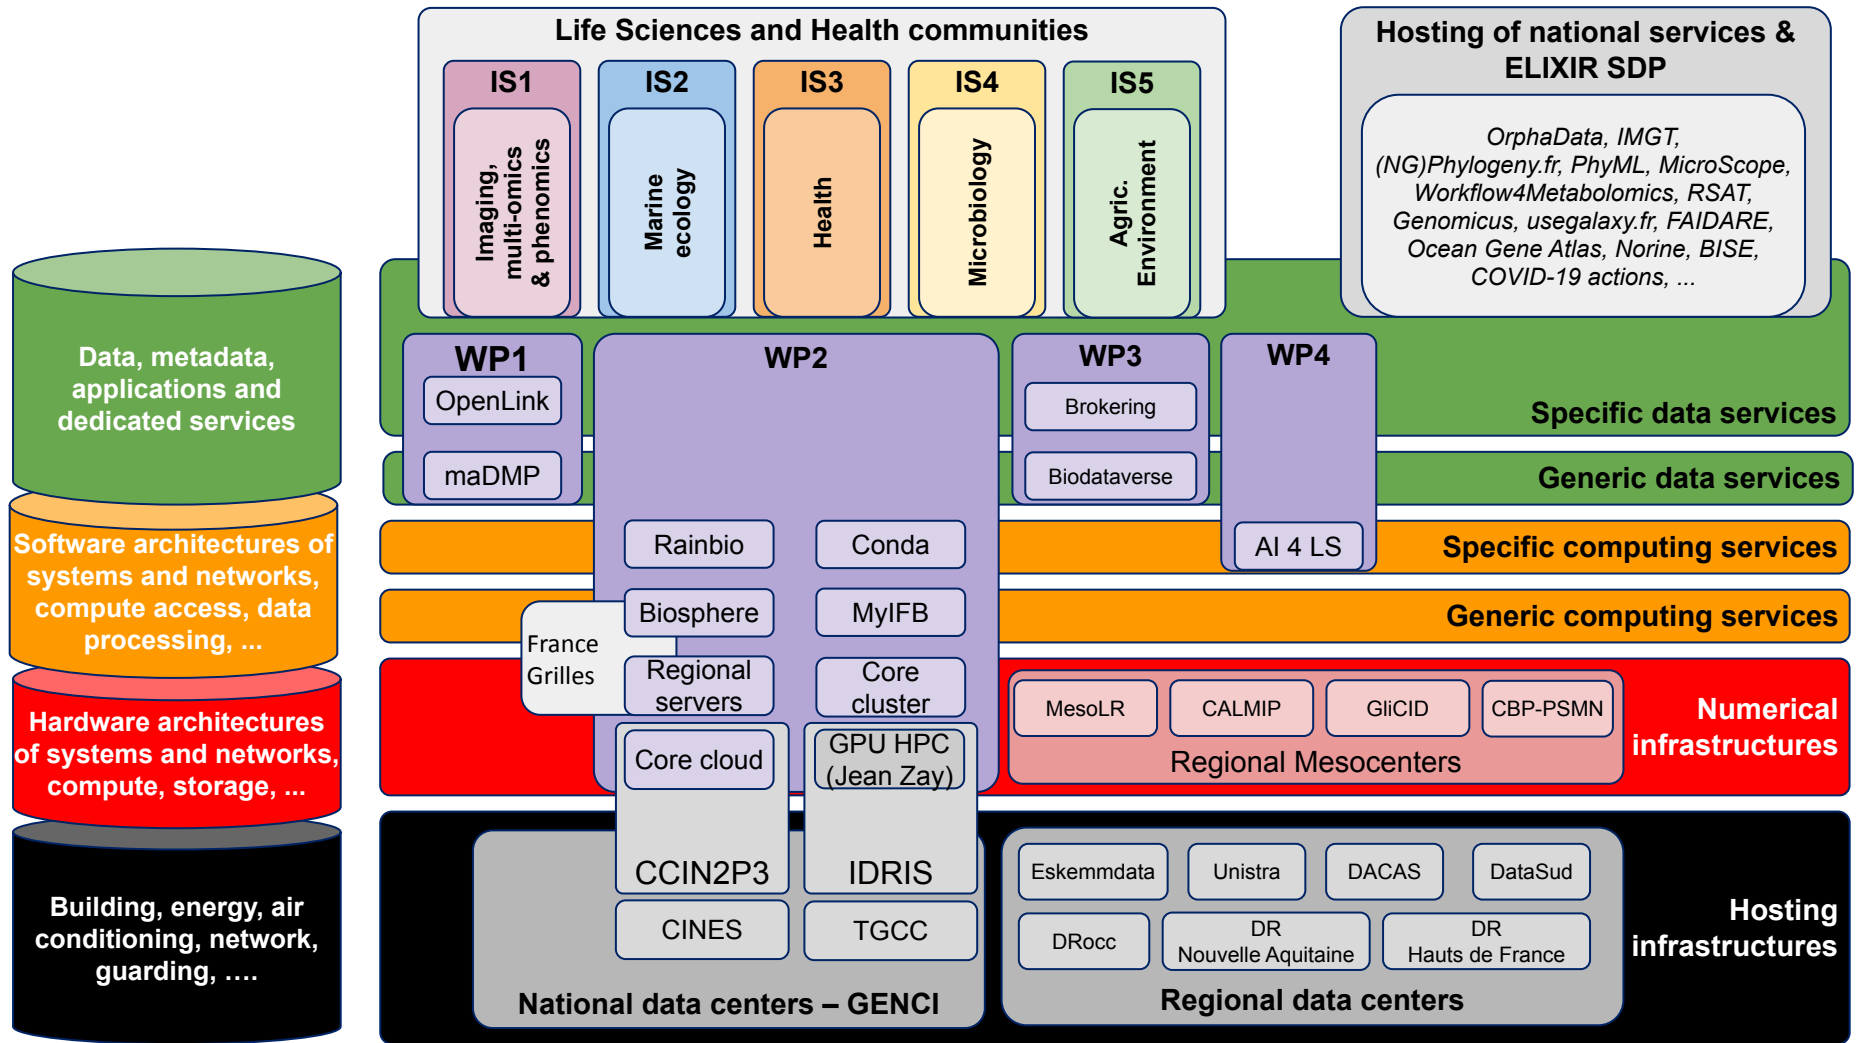 Life Sciences and Health communities
IS1
Imaging,
multi-omics
& phenomics
IS2
Marine
ecology
IS3
Health
IS4
Microbiology
IS5
Agric.
Environment
Hosting of national services &
ELIXIR SDP
OrphaData, IMGT,
(NG)Phylogeny.fr, PhyML, MicroScope,
Workflow4Metabolomics, RSAT,
Genomicus, usegalaxy.fr, FAIDARE,
Ocean Gene Atlas, Norine, BISE,
COVID-19 actions, ...
Data, metadata,
applications and
dedicated services
Software architectures of
systems and networks,
compute access, data
processing, ...
Hardware architectures
of systems and networks,
compute, storage, ...
Building, energy, air
conditioning, network,
guarding, ....
WP1
OpenLink
maDMP
WP2
Rainbio
Conda
Biosphere
MyIFB
France
Grilles
Regional
servers
Core
cluster
Core cloud
GPU HPC
(Jean Zay)
WP3
Brokering
Biodataverse
WP4
AI 4 LS
Specific data services
Generic data services
Specific computing services
Generic computing services
MesoLR
CALMIP
GliCID
CBP-PSMN
Regional Mesocenters
Numerical
infrastructures
CCIN2P3
IDRIS
CINES
TGCC
National data centers – GENCI
Eskemmdata
Unistra
DACAS
DataSud
DRocc
DR
Nouvelle Aquitaine
DR
Hauts de France
Regional data centers
Hosting
infrastructures